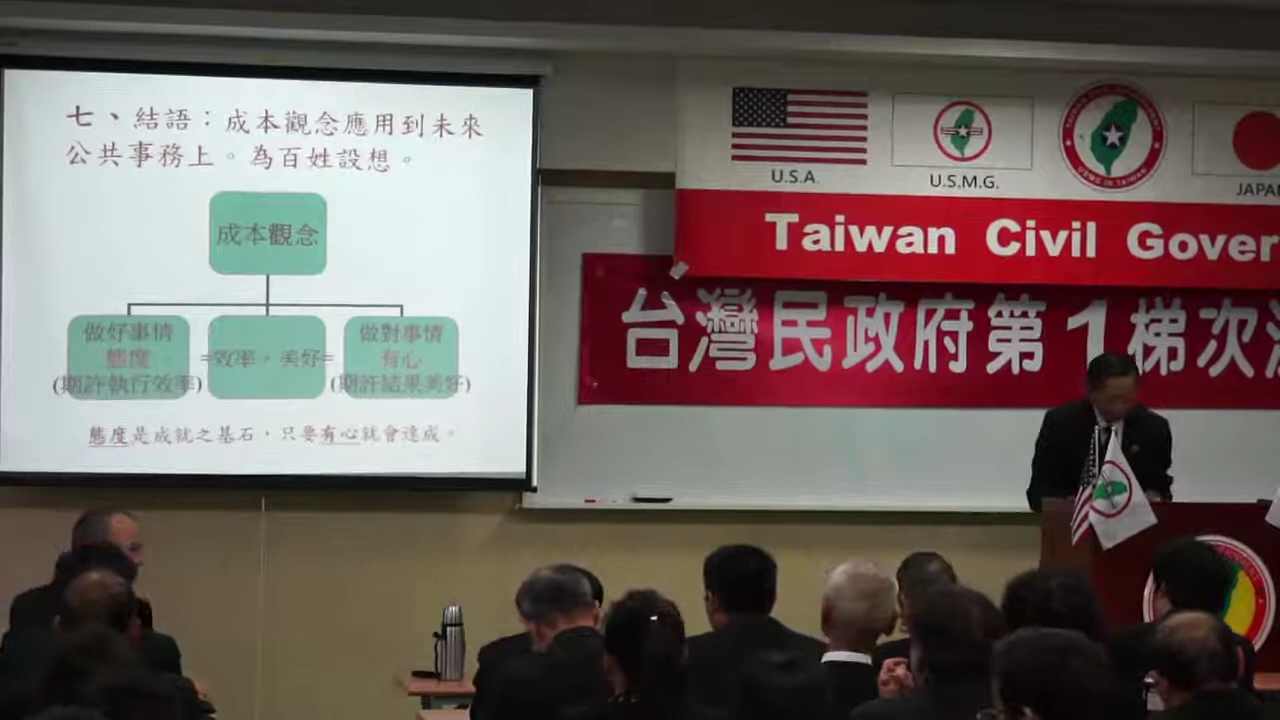 七、結語：成本觀念應用到未來
公共事務上。為百姓設想。
成本觀念
做好事情
態度
(期許執行效率)
=效率，美好=
做對事情
有心
(期許結果美好)
態度是成就之基石，只要有心就會達成。
U.S.A.
U.S.M.G.
JAPA
Taiwan Civil Gover
台灣民政府第1梯次